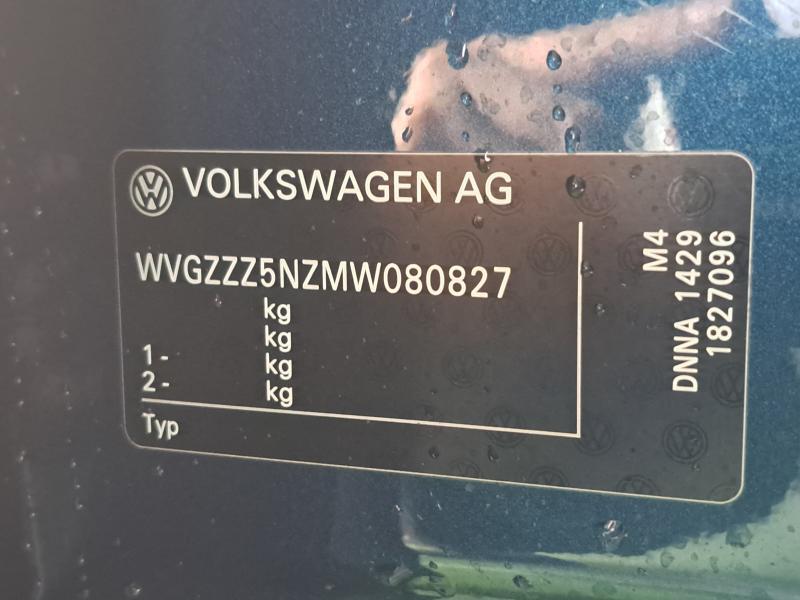 VOLKSWAGEN AG
WVGZZZ5NZMW080827
kg
kg
1- kg
2- kg
Typ
M4
DNNA 1429
1827096